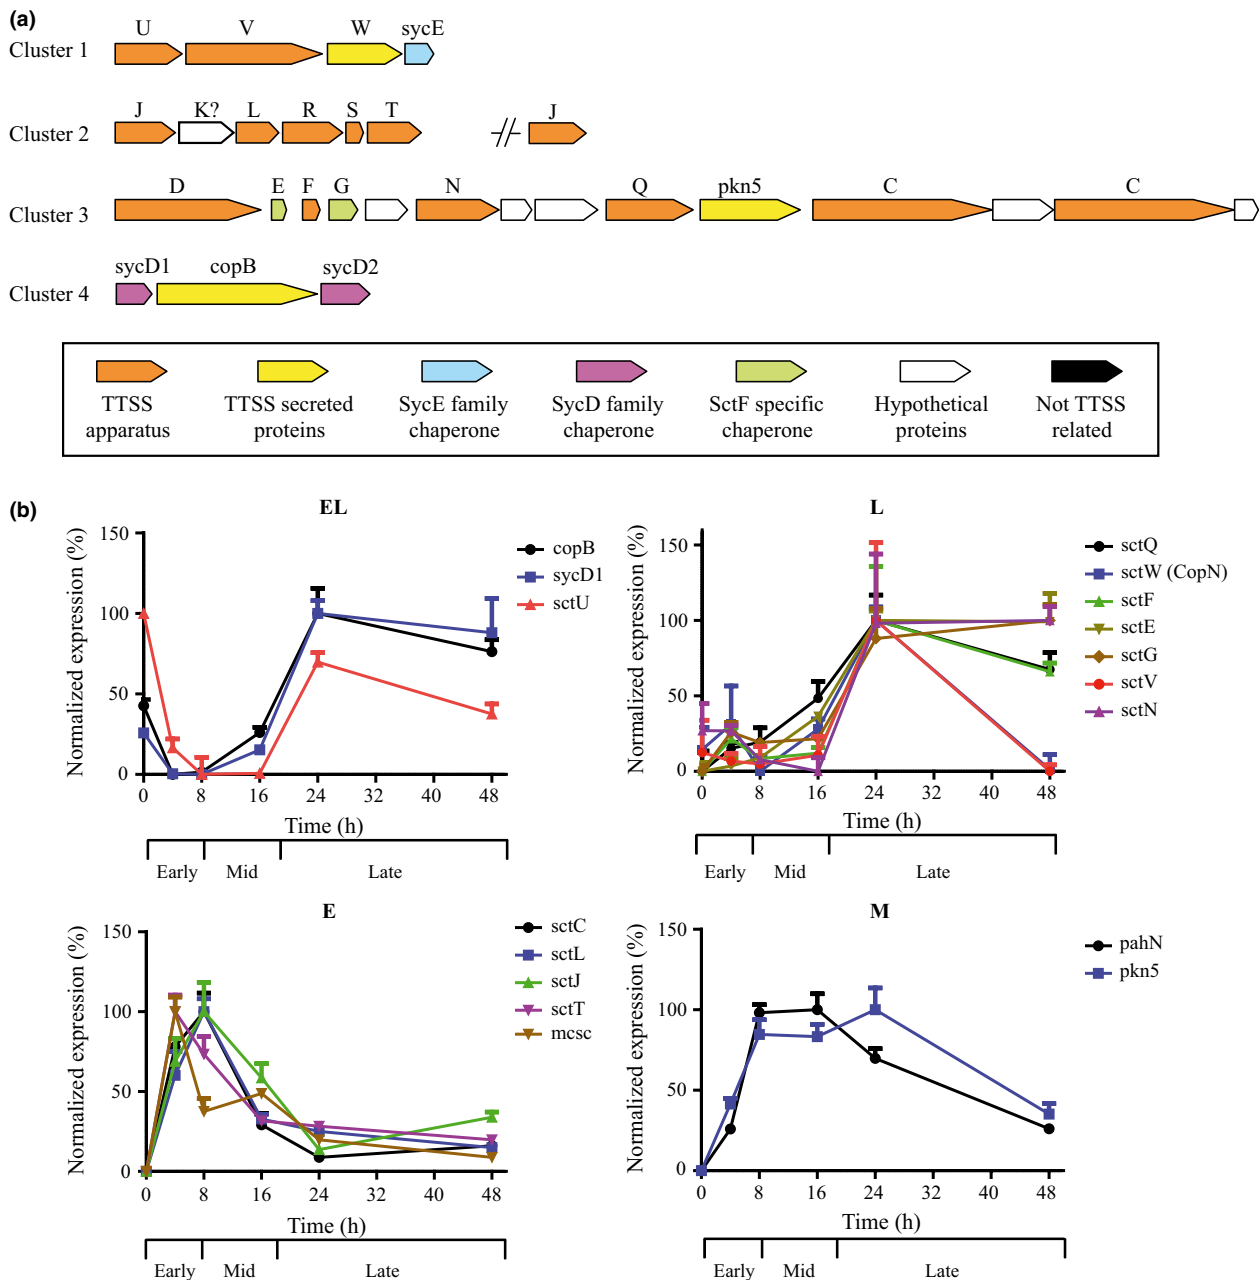 (a)
U V W sycE
Cluster 1
J K? L R S T J
Cluster 2
D E F G N Q pkn5 C C
Cluster 3
sycD1 copB sycD2
Cluster 4
TTSS apparatus
TTSS secreted proteins
SycE family chaperone
SycD family chaperone
SctF specific chaperone
Hypothetical proteins
Not TTSS related
(b)
EL
Normalized expression (%)
150
100
50
0
0 8 16 24 32 40 48
Time (h)
Early Mid Late
copB
sycD1
sctU
L
Normalized expression (%)
150
100
50
0
0 8 16 24 32 40 48
Time (h)
Early Mid Late
sctQ
sctW (CopN)
sctF
sctE
sctG
sctV
sctN
E
Normalized expression (%)
150
100
50
0
0 8 16 24 32 40 48
Time (h)
Early Mid Late
sctC
sctL
sctJ
sctT
mcsc
M
Normalized expression (%)
150
100
50
0
0 8 16 24 32 40 48
Time (h)
Early Mid Late
pahN
pkn5